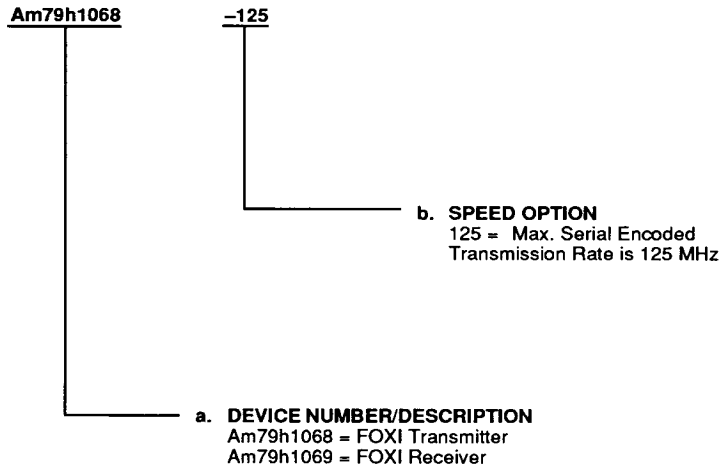 Am79h1068 –125
b. SPEED OPTION
125 = Max. Serial Encoded
Transmission Rate is 125 MHz
a. DEVICE NUMBER/DESCRIPTION
Am79h1068 = FOXI Transmitter
Am79h1069 = FOXI Receiver